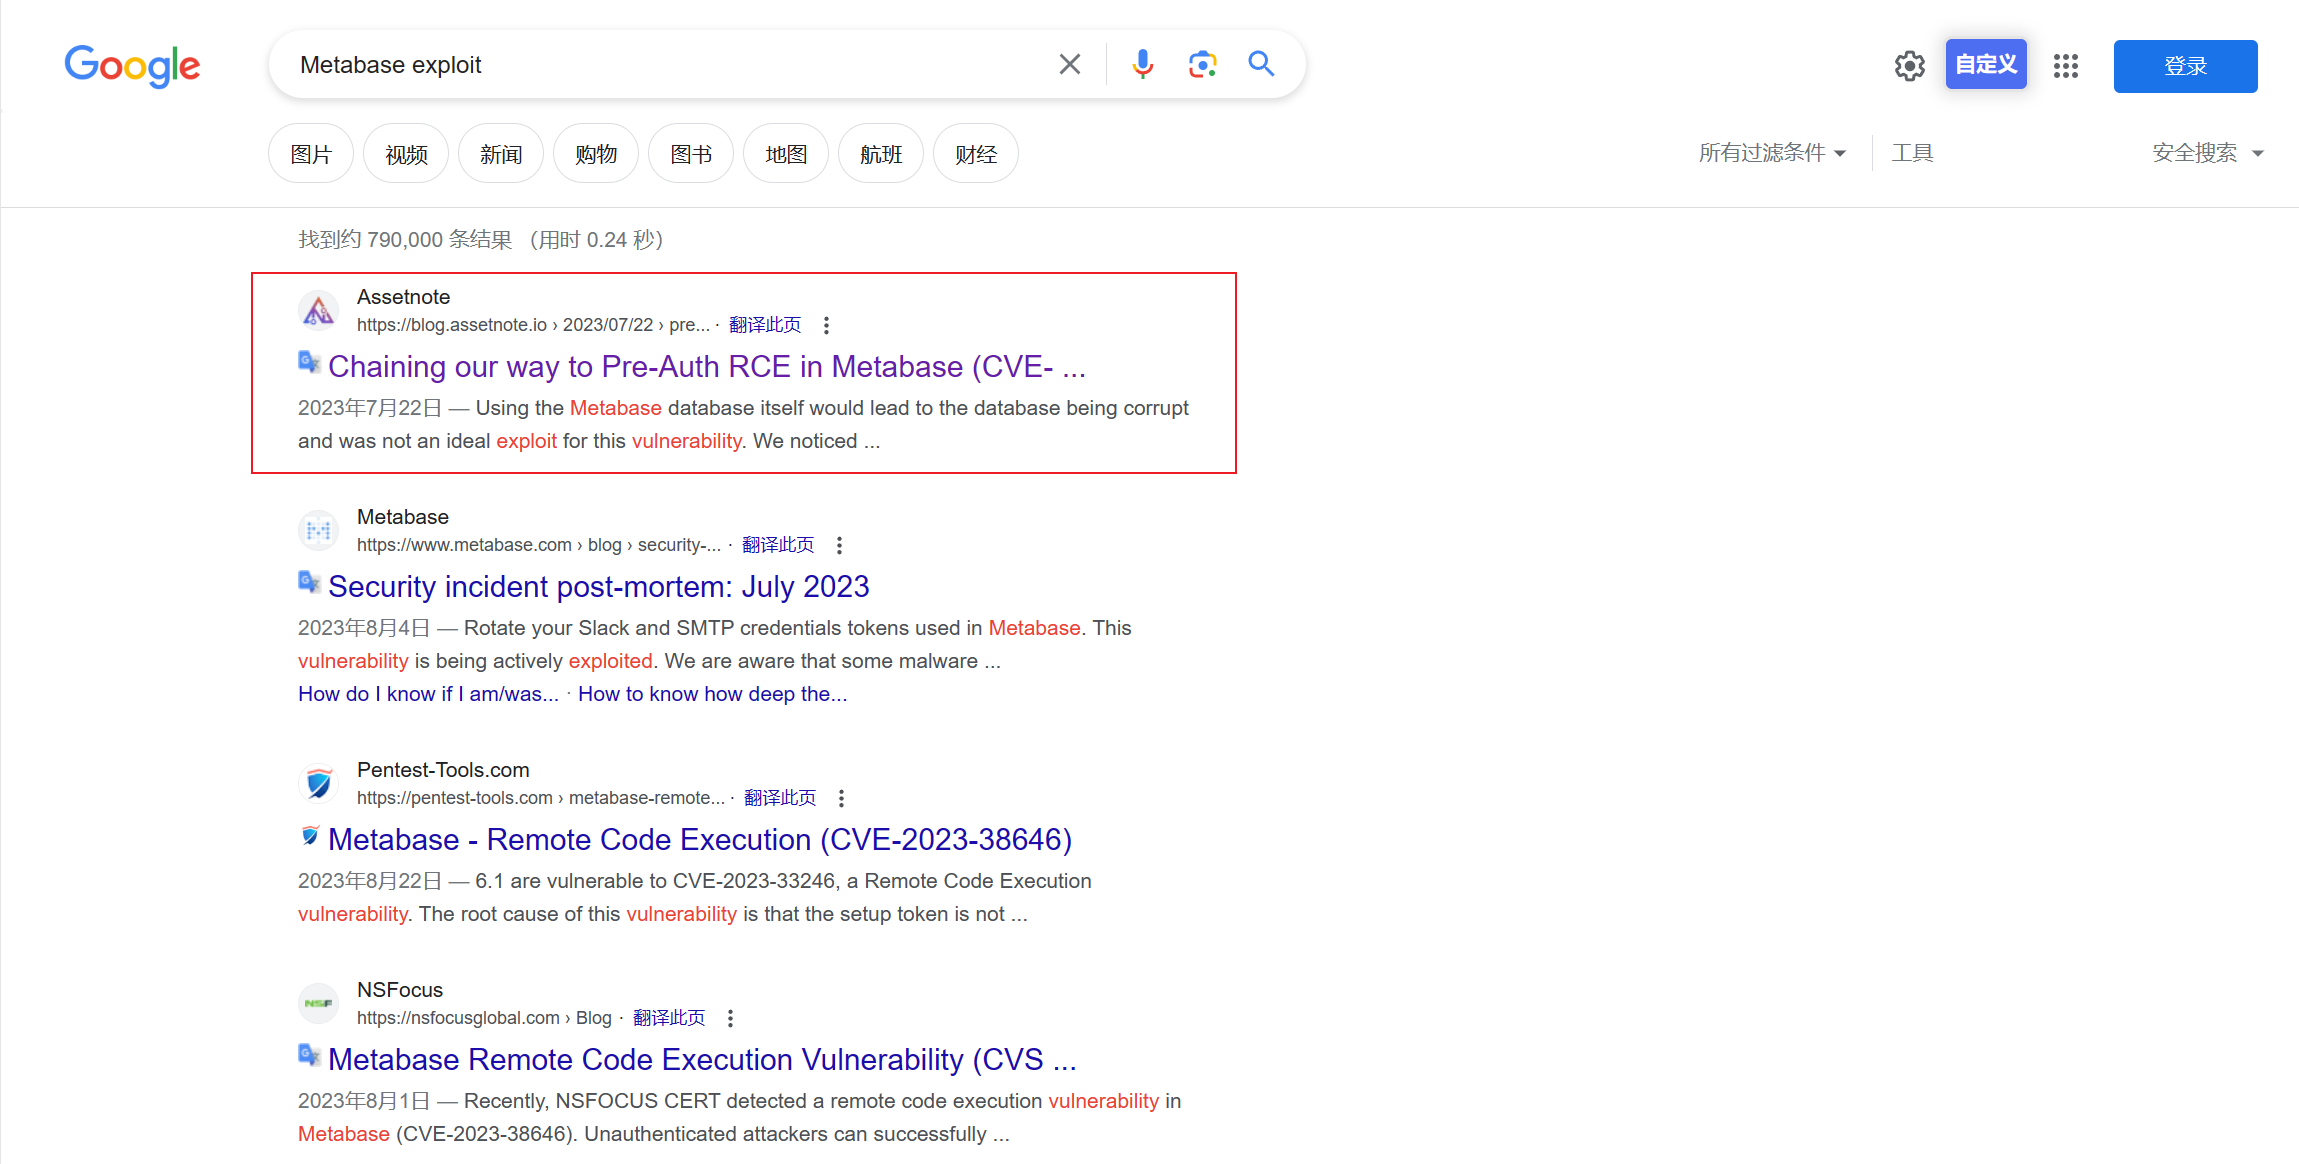 Google
Metabase exploit
自定义
登录
图片 视频 新闻 购物 图书 地图 航班 财经
所有过滤条件 工具 安全搜索
找到约 790,000 条结果 （用时 0.24 秒）
Assetnote
https://blog.assetnote.io › 2023/07/22 › pre... · 翻译此页
Chaining our way to Pre-Auth RCE in Metabase (CVE- ...
2023年7月22日 — Using the Metabase database itself would lead to the database being corrupt
and was not an ideal exploit for this vulnerability. We noticed ...
Metabase
https://www.metabase.com › blog › security-... · 翻译此页
Security incident post-mortem: July 2023
2023年8月4日 — Rotate your Slack and SMTP credentials tokens used in Metabase. This
vulnerability is being actively exploited. We are aware that some malware ...
How do I know if I am/was... · How to know how deep the...
Pentest-Tools.com
https://pentest-tools.com › metabase-remote... · 翻译此页
Metabase - Remote Code Execution (CVE-2023-38646)
2023年8月22日 — 6.1 are vulnerable to CVE-2023-33246, a Remote Code Execution
vulnerability. The root cause of this vulnerability is that the setup token is not ...
NSF
NSFocus
https://nsfocusglobal.com › Blog · 翻译此页
Metabase Remote Code Execution Vulnerability (CVS ...
2023年8月1日 — Recently, NSFOCUS CERT detected a remote code execution vulnerability in
Metabase (CVE-2023-38646). Unauthenticated attackers can successfully ...